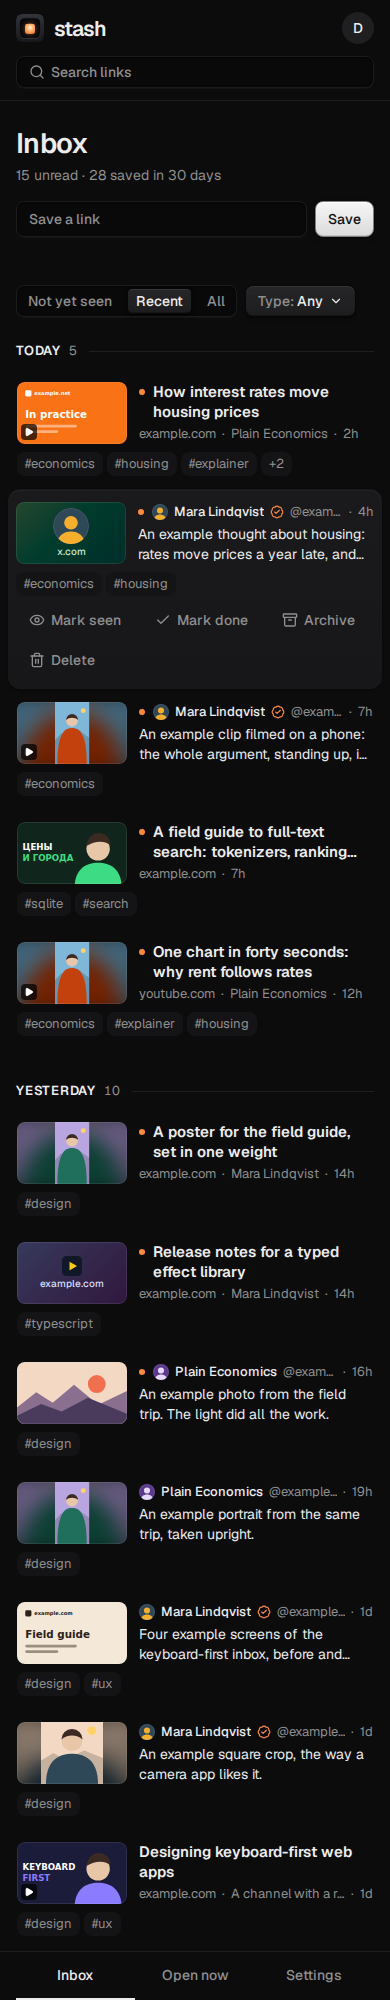 stash
D
Search links
Inbox
15 unread · 28 saved in 30 days
Save a link
Save
Not yet seen
Recent
All
Type: Any
TODAY 5
example.net
In practice
How interest rates move
housing prices
example.com · Plain Economics · 2h
#economics
#housing
#explainer
+2
x.com
Mara Lindqvist @exam… · 4h
An example thought about housing:
rates move prices a year late, and…
#economics
#housing
Mark seen
Mark done
Archive
Delete
Mara Lindqvist @exam… · 7h
An example clip filmed on a phone:
the whole argument, standing up, i…
#economics
ЦЕНЫ
И ГОРОДА
A field guide to full-text
search: tokenizers, ranking…
example.com · 7h
#sqlite
#search
One chart in forty seconds:
why rent follows rates
youtube.com · Plain Economics · 12h
#economics
#explainer
#housing
YESTERDAY 10
A poster for the field guide,
set in one weight
example.com · Mara Lindqvist · 14h
#design
example.com
Release notes for a typed
effect library
example.com · Mara Lindqvist · 14h
#typescript
Plain Economics @exam… · 16h
An example photo from the field
trip. The light did all the work.
#design
Plain Economics @example… · 19h
An example portrait from the same
trip, taken upright.
#design
example.com
Field guide
Mara Lindqvist @example… · 1d
Four example screens of the
keyboard-first inbox, before and…
#design
#ux
Mara Lindqvist @example… · 1d
An example square crop, the way a
camera app likes it.
#design
KEYBOARD
FIRST
Designing keyboard-first web
apps
example.com · A channel with a r… · 1d
#design
#ux
Inbox
Open now
Settings